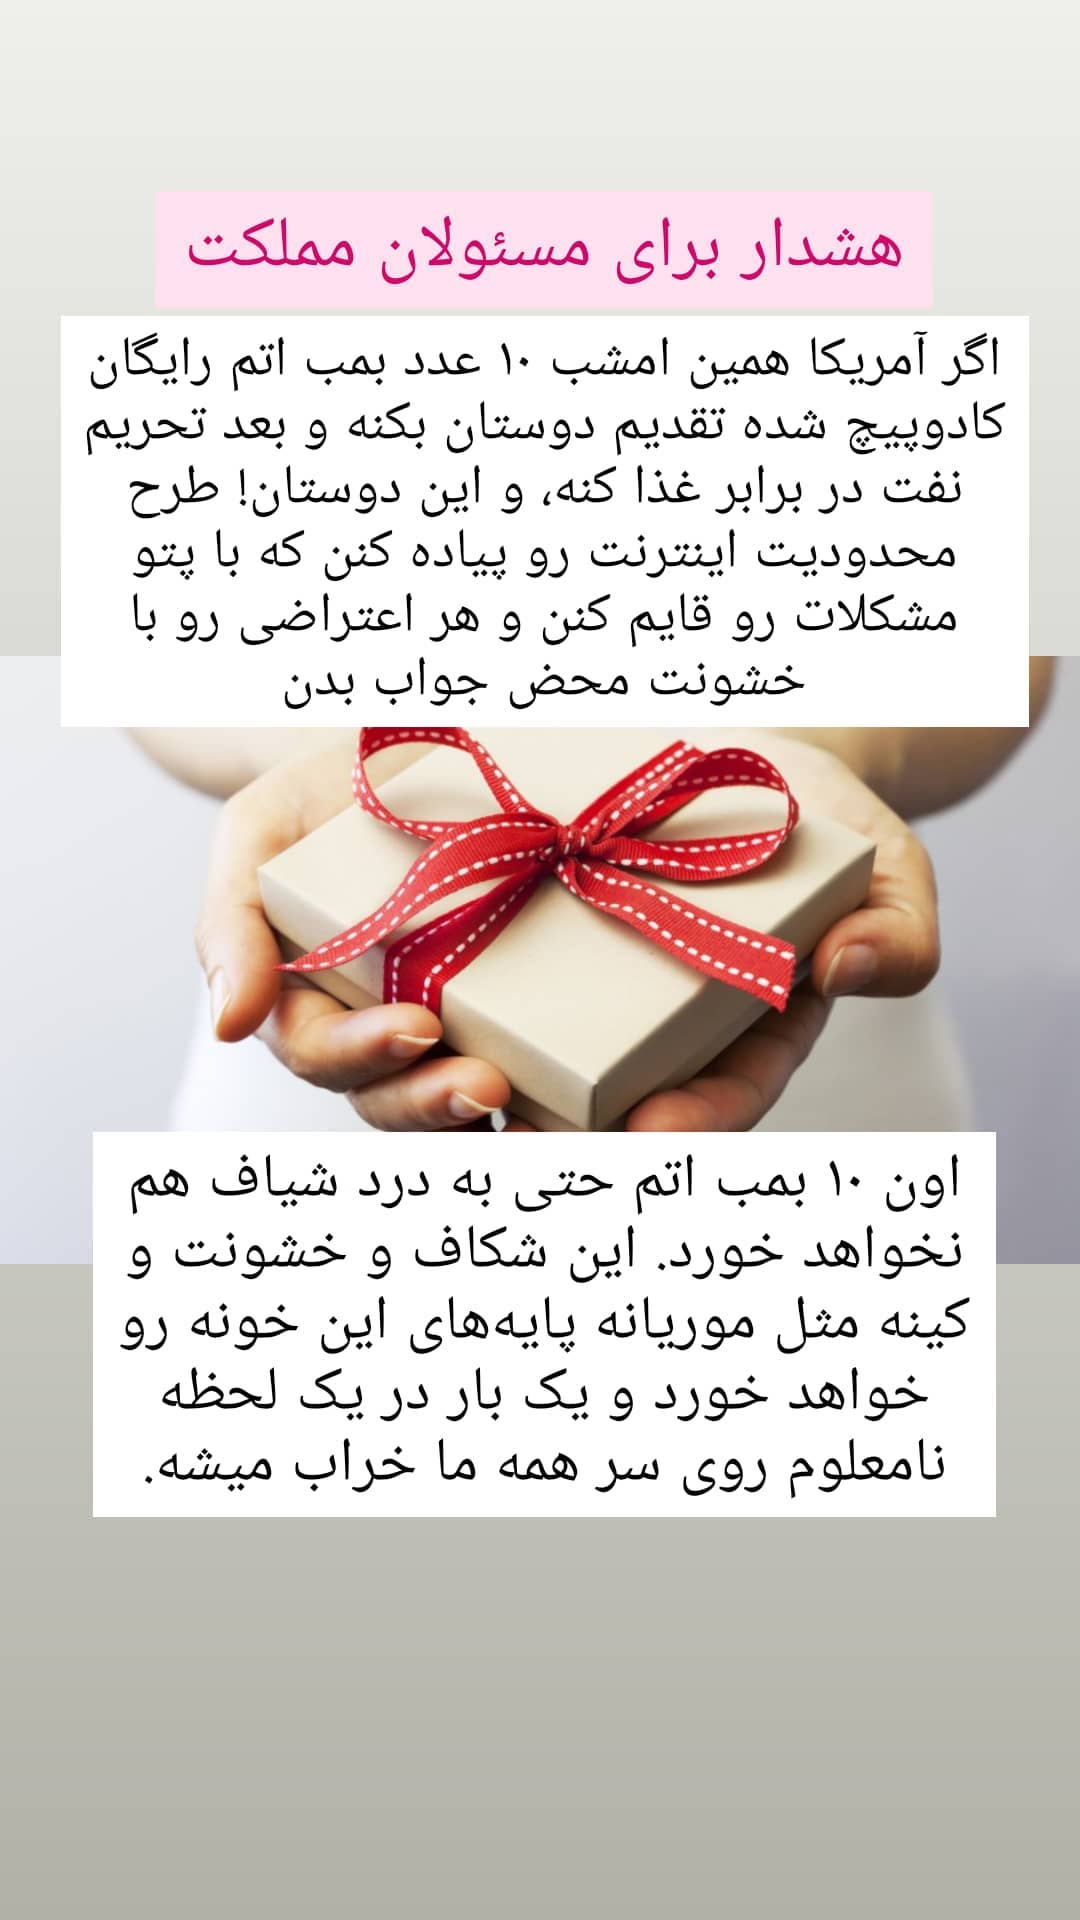 هشدار برای مسئولان مملکت
اگر آمریکا همین امشب ۱۰ عدد بمب اتم رایگان
کادوپیچ شده تقدیم دوستان بکنه و بعد تحریم
نفت در برابر غذا کنه، و این دوستان! طرح
محدودیت اینترنت رو پیاده کنن که با پتو
مشکلات رو قایم کنن و هر اعتراضی رو با
خشونت محض جواب بدن
اون ۱۰ بمب اتم حتی به درد شیاف هم
نخواهد خورد. این شکاف و خشونت و
کینه مثل موریانه پایه‌های این خونه رو
خواهد خورد و یک بار در یک لحظه
نامعلوم روی سر همه ما خراب میشه.